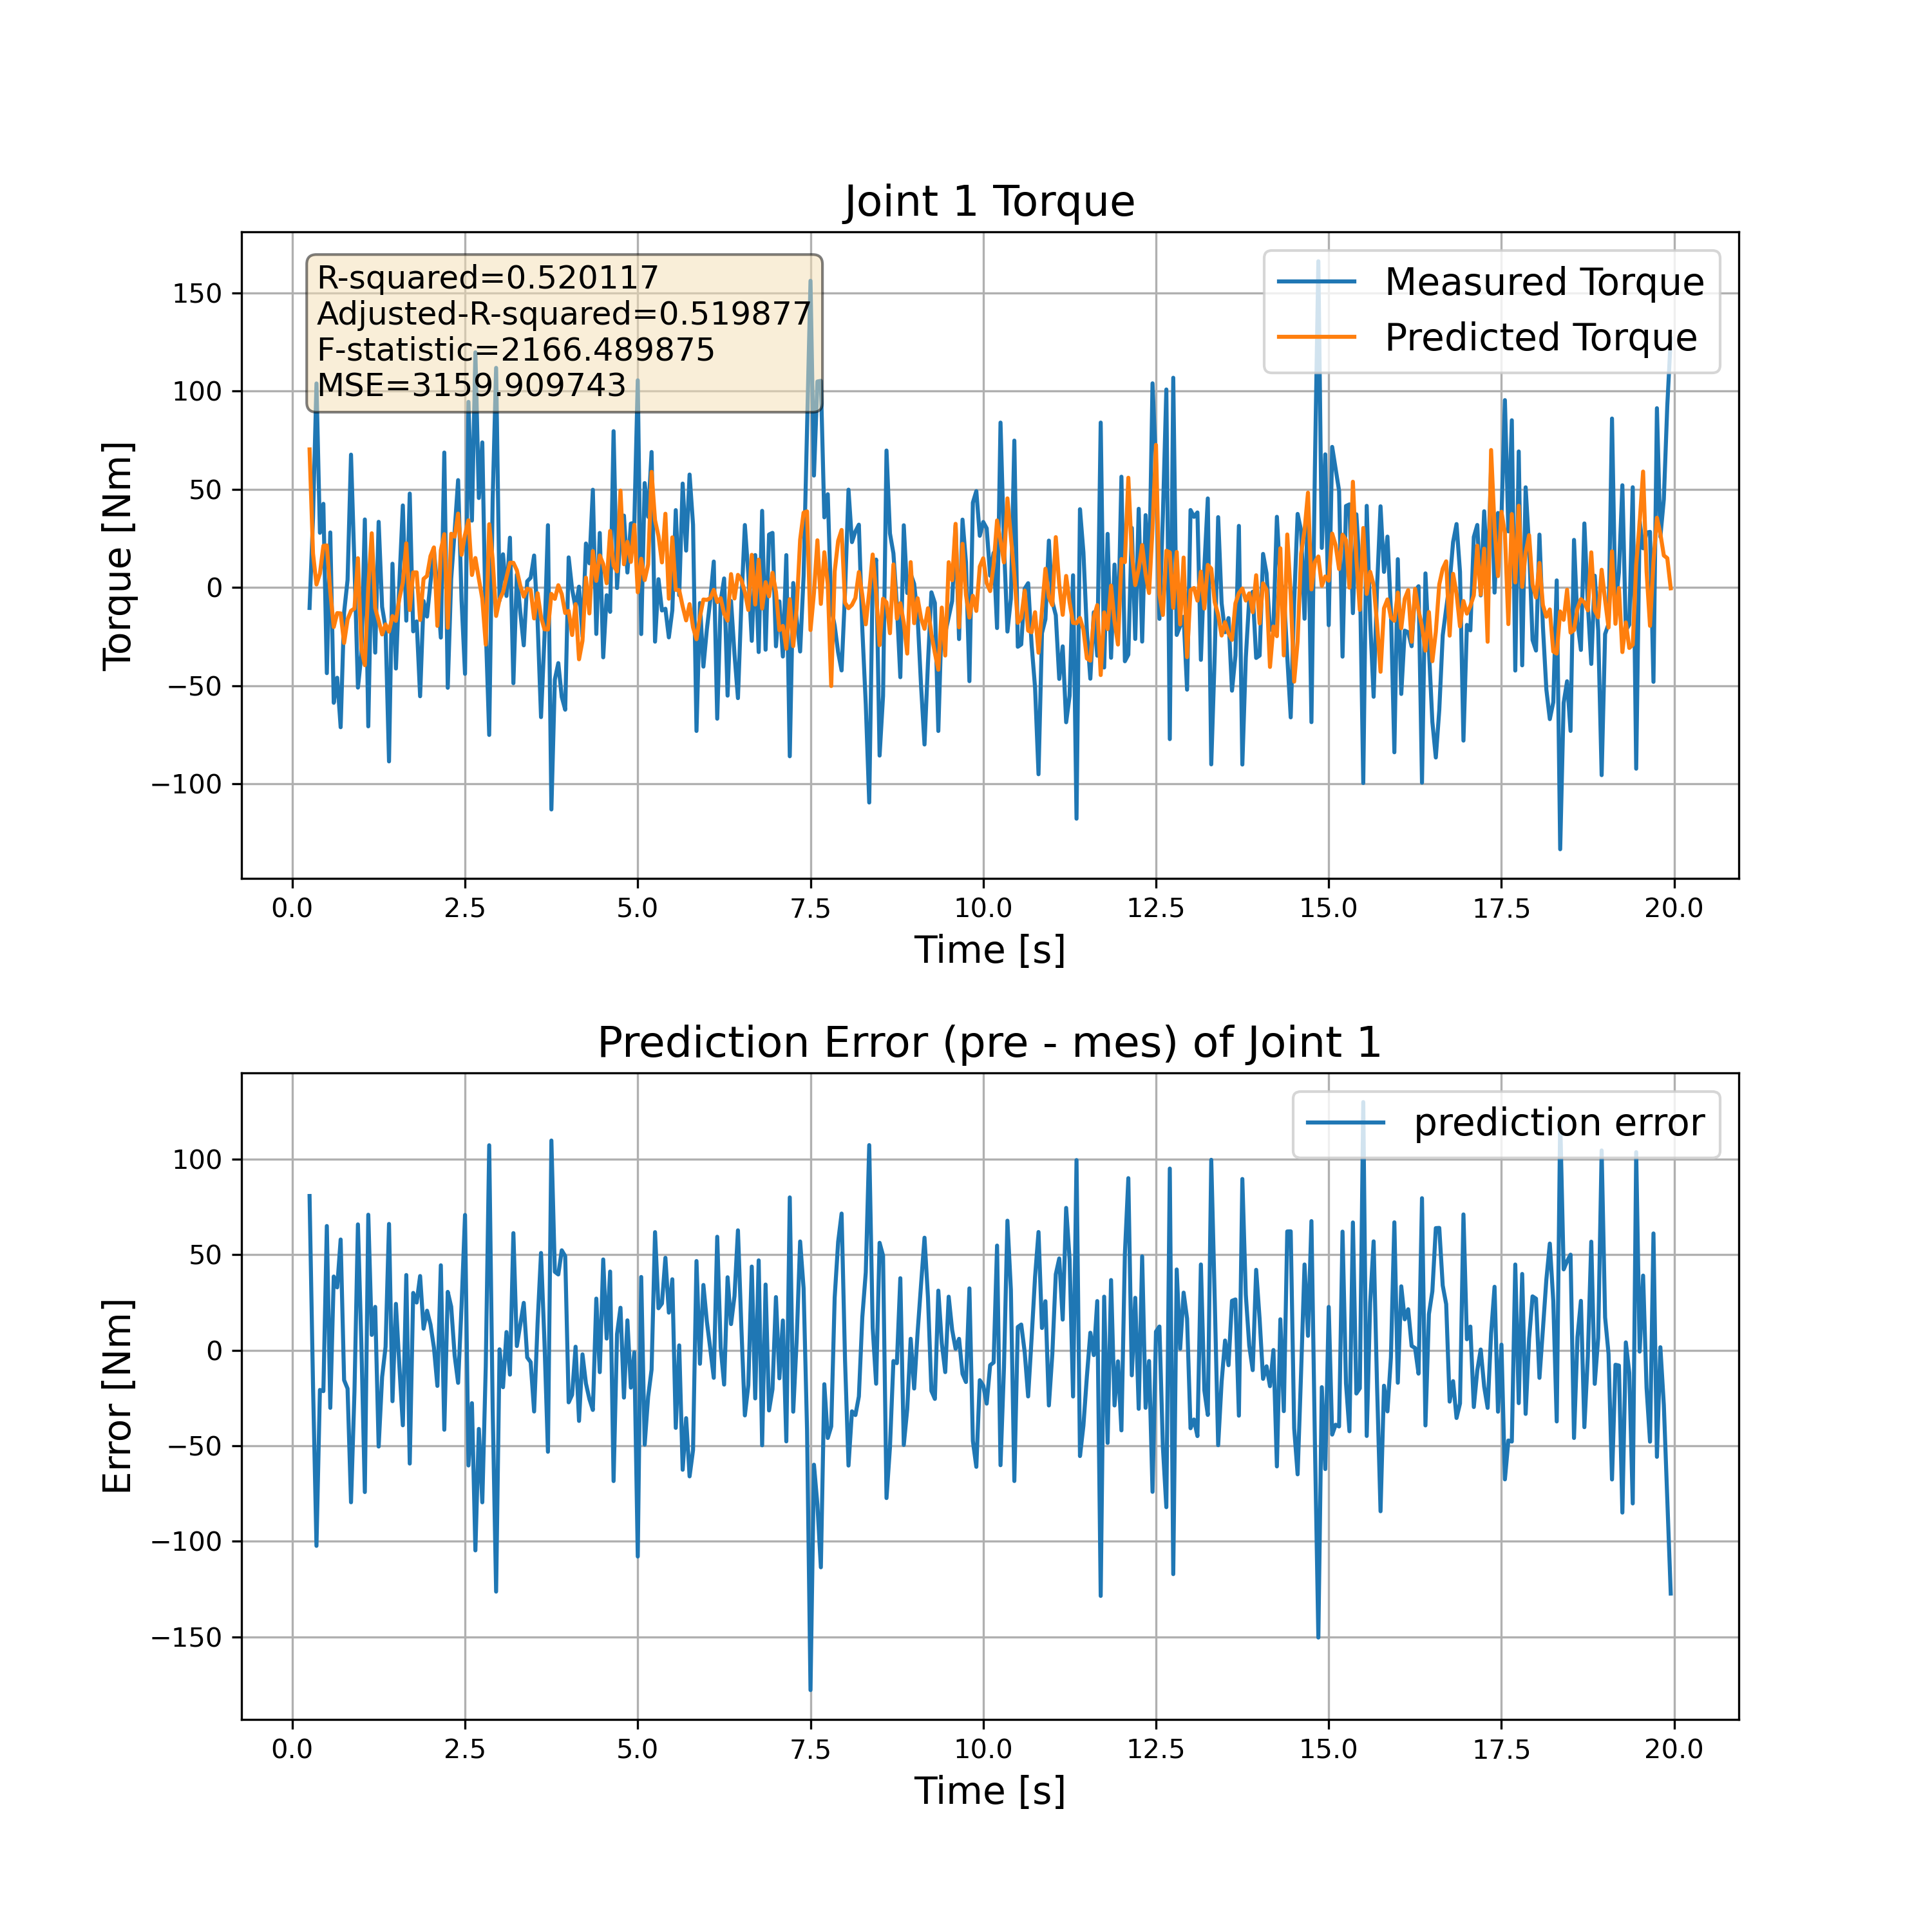 Joint 1 Torque
R-squared=0.520117
Adjusted-R-squared=0.519877
F-statistic=2166.489875
MSE=3159.909743
Measured Torque
Predicted Torque
Torque [Nm]
150
100
50
0
−50
−100
0.0 2.5 5.0 7.5 10.0 12.5 15.0 17.5 20.0
Time [s]
Prediction Error (pre - mes) of Joint 1
prediction error
Error [Nm]
100
50
0
−50
−100
−150
0.0 2.5 5.0 7.5 10.0 12.5 15.0 17.5 20.0
Time [s]